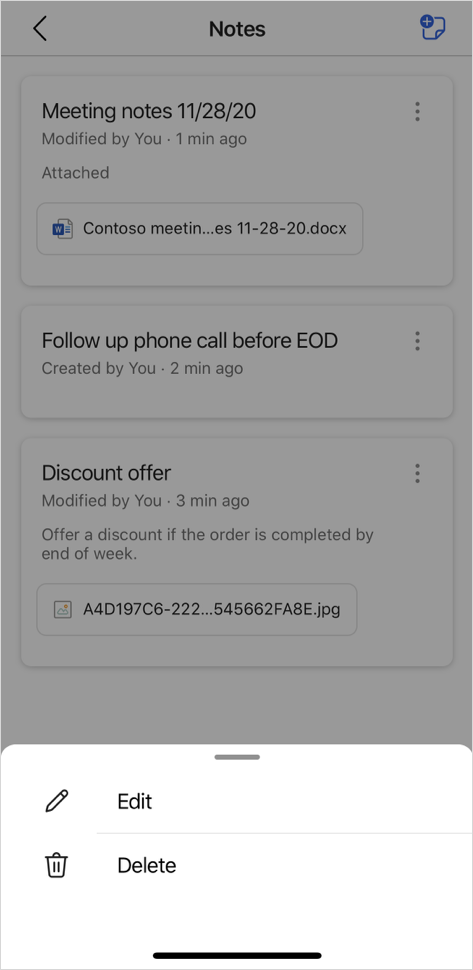 Notes
Meeting notes 11/28/20
Modified by You · 1 min ago
Attached
Contoso meetin...es 11-28-20.docx
Follow up phone call before EOD
Created by You · 2 min ago
Discount offer
Modified by You · 3 min ago
Offer a discount if the order is completed by
end of week.
A4D197C6-222...545662FA8E.jpg
Edit
Delete